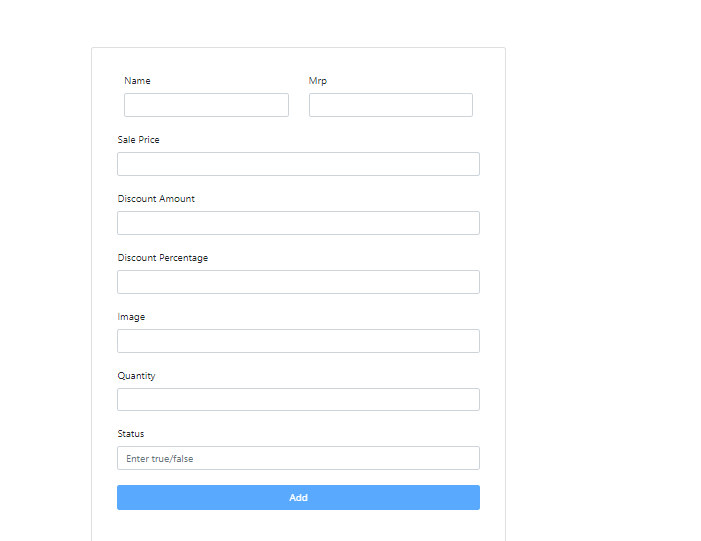 Name Mrp
Sale Price
Discount Amount
Discount Percentage
Image
Quantity
Status
Enter true/false
Add